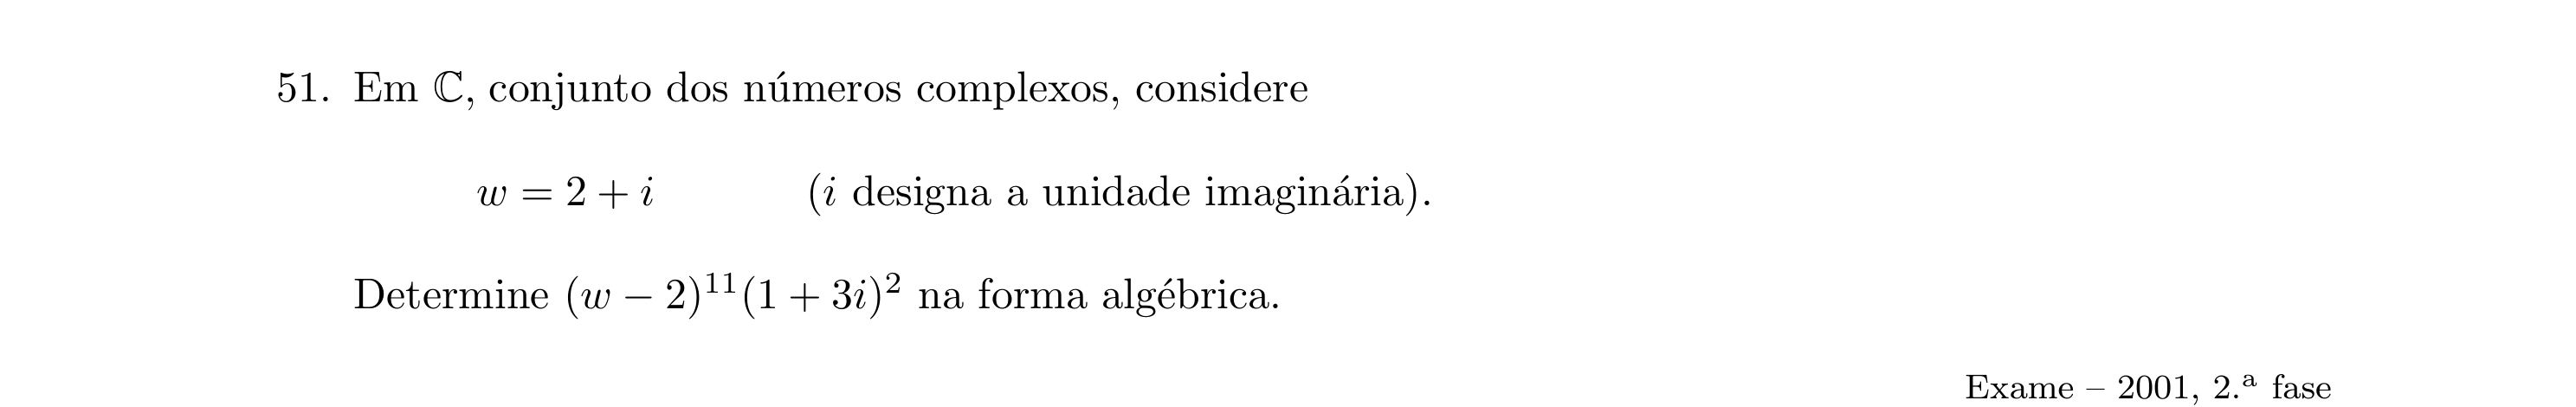 51. Em ℂ, conjunto dos números complexos, considere
w = 2 + i (i designa a unidade imaginária).
Determine (w − 2)¹¹(1 + 3i)² na forma algébrica.
Exame – 2001, 2.ª fase